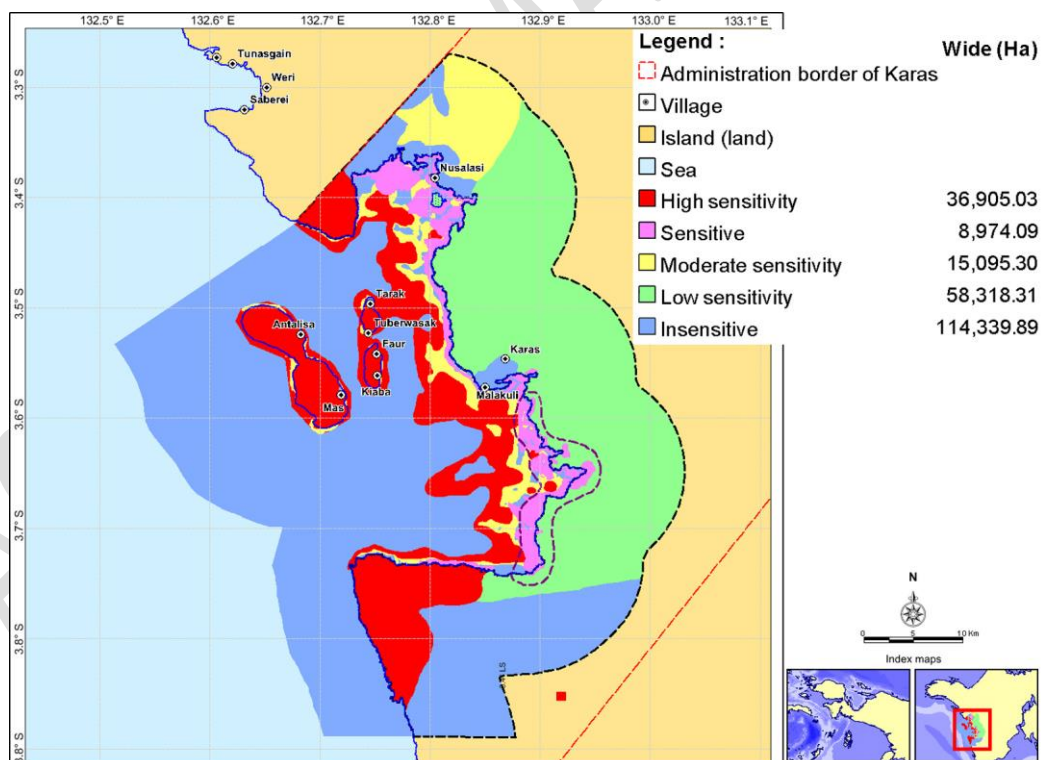 132.5° E 132.6° E 132.7° E 132.8° E 132.9° E 133.0° E 133.1° E
3.3° S
3.4° S
3.5° S
3.6° S
3.7° S
3.8° S
3.8° S
Tunasgain
Weri
Saberei
Nusalasi
Tarak
Antalisa
Tuberwasak
Faur
Karas
Kiaba
Malakuli
Mas
LS
Legend :
Wide (Ha)
Administration border of Karas
Village
Island (land)
Sea
High sensitivity 36,905.03
Sensitive 8,974.09
Moderate sensitivity 15,095.30
Low sensitivity 58,318.31
Insensitive 114,339.89
N
0 5 10 Km
Index maps